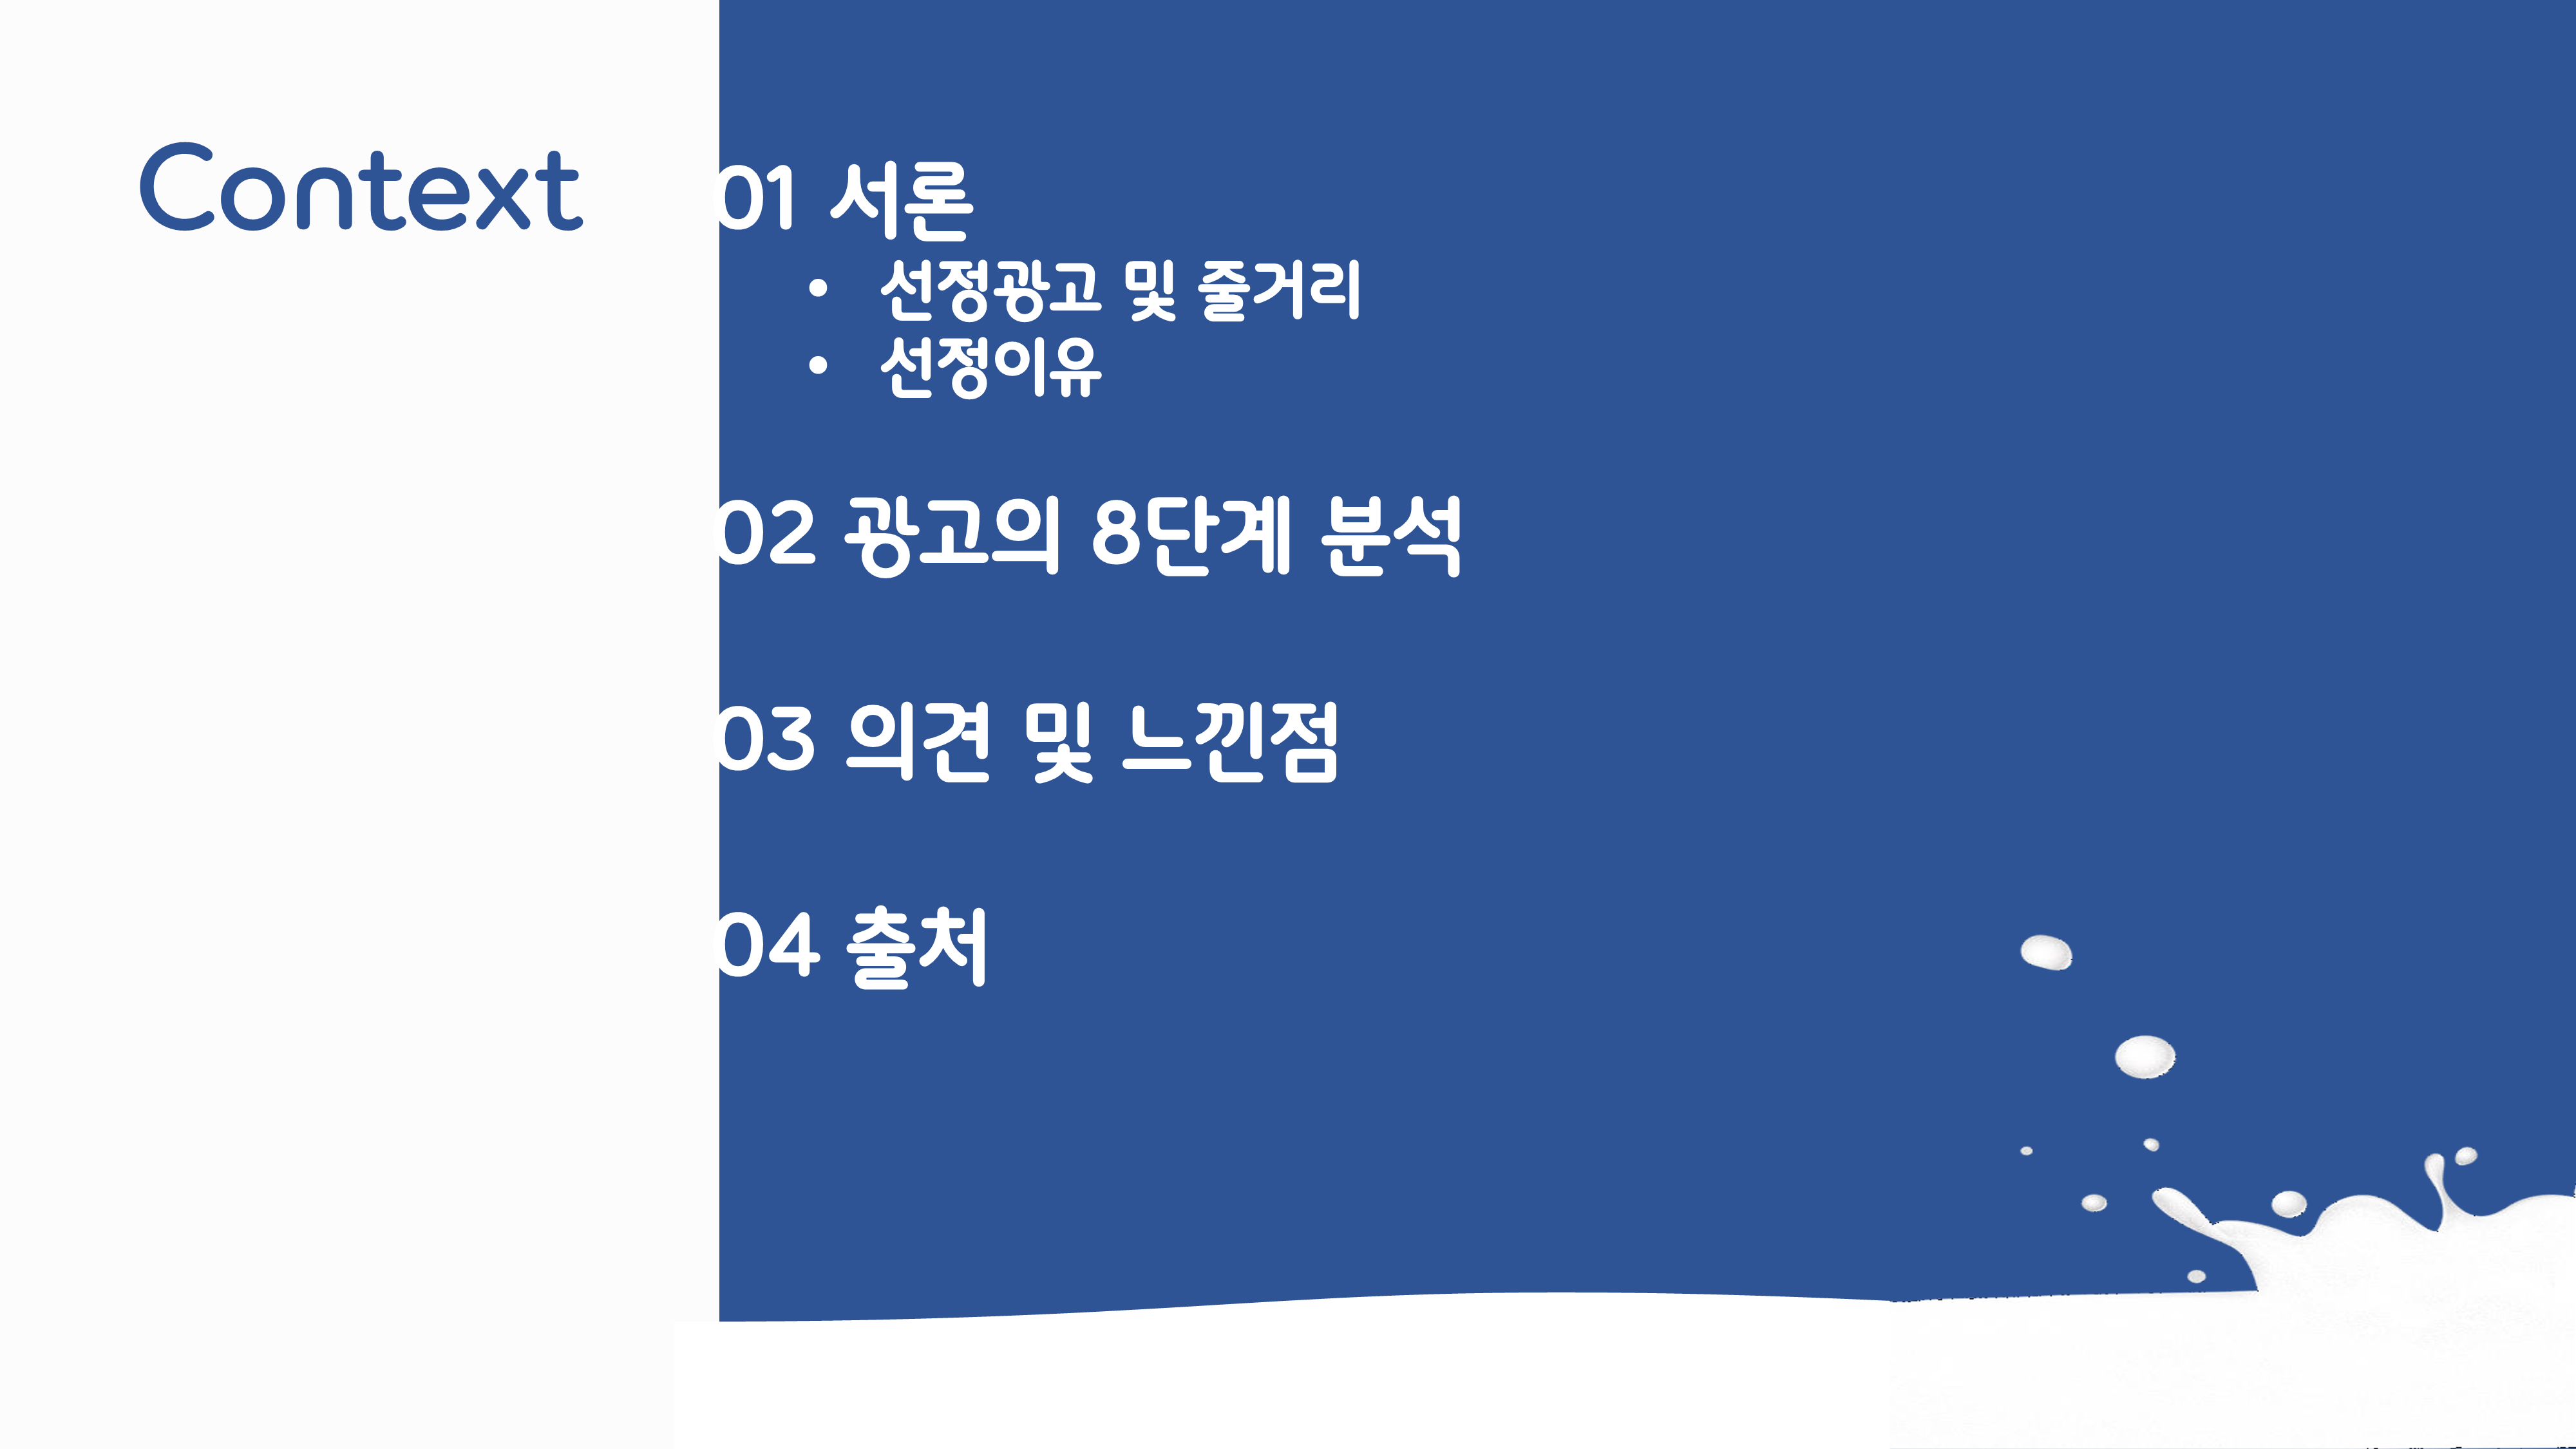 Context
01 서론
• 선정광고 및 줄거리
• 선정이유
02 광고의 8단계 분석
03 의견 및 느낀점
04 출처